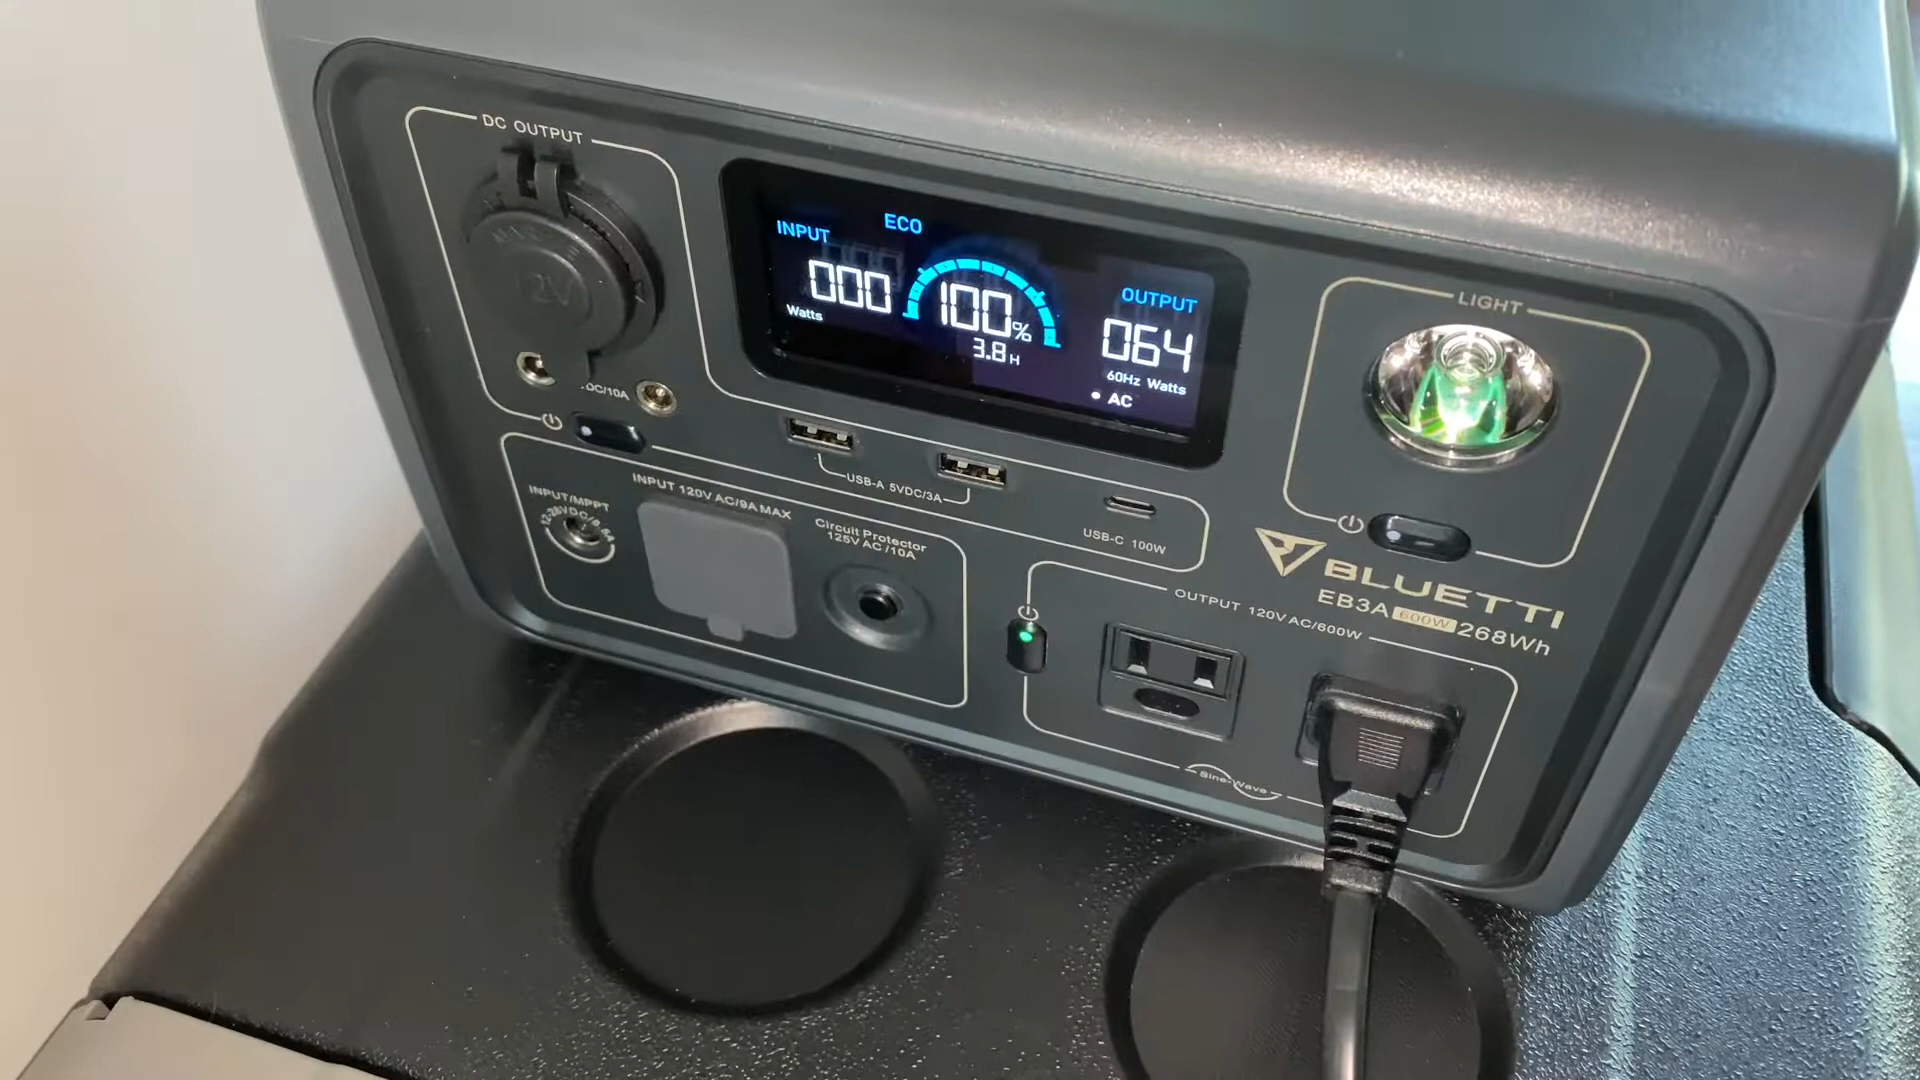 DC OUTPUT
12V
DC/10A
INPUT
ECO
000
Watts
100%
3.8H
OUTPUT
064
60Hz Watts
AC
LIGHT
USB-A 5VDC/3A
USB-C 100W
INPUT/MPPT
INPUT 120V AC/9A MAX
Circuit Protector
125V AC/10A
BLUETTI
EB3A 600W 268Wh
OUTPUT 120V AC/600W
Sine-Wave